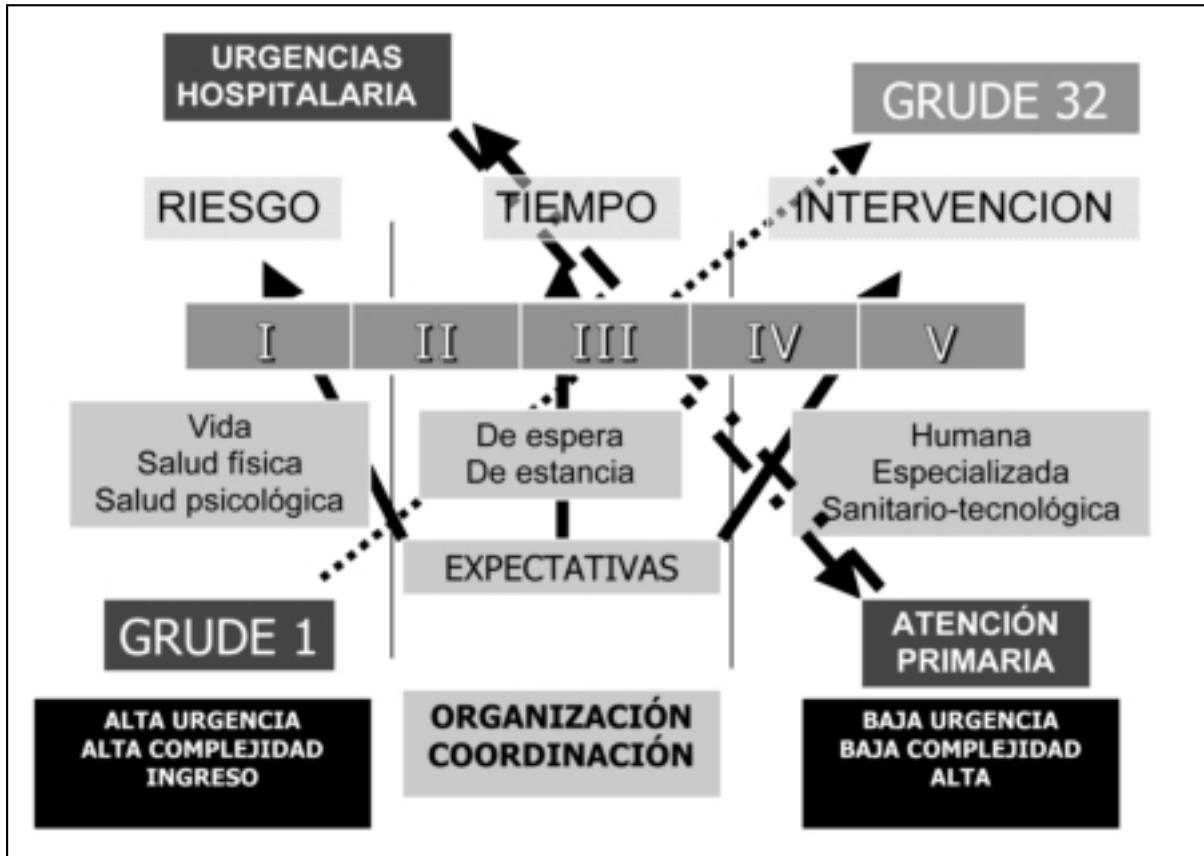 URGENCIAS
HOSPITALARIA
GRUDE 32
RIESGO
TIEMPO
INTERVENCION
I
II
III
IV
V
Vida
Salud física
Salud psicológica
De espera
De estancia
Humana
Especializada
Sanitario-tecnológica
EXPECTATIVAS
GRUDE 1
ATENCIÓN
PRIMARIA
ALTA URGENCIA
ALTA COMPLEJIDAD
INGRESO
ORGANIZACIÓN
COORDINACIÓN
BAJA URGENCIA
BAJA COMPLEJIDAD
ALTA